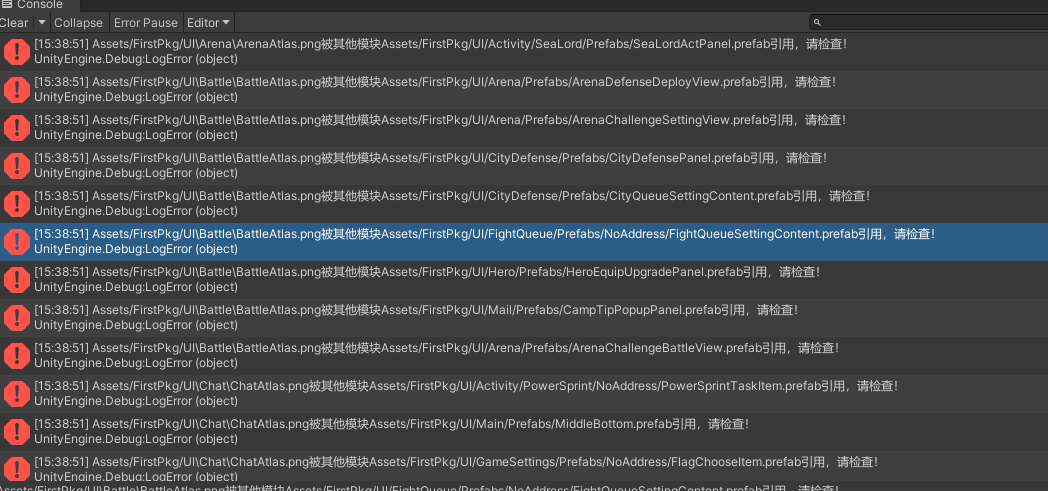 Console
Clear Collapse Error Pause Editor
[15:38:51] Assets/FirstPkg/UI\Arena\ArenaAtlas.png被其他模块Assets/FirstPkg/UI/Activity/SeaLord/Prefabs/SeaLordActPanel.prefab引用，请检查！
UnityEngine.Debug:LogError (object)
[15:38:51] Assets/FirstPkg/UI\Battle\BattleAtlas.png被其他模块Assets/FirstPkg/UI/Arena/Prefabs/ArenaDefenseDeployView.prefab引用，请检查！
UnityEngine.Debug:LogError (object)
[15:38:51] Assets/FirstPkg/UI\Battle\BattleAtlas.png被其他模块Assets/FirstPkg/UI/Arena/Prefabs/ArenaChallengeSettingView.prefab引用，请检查！
UnityEngine.Debug:LogError (object)
[15:38:51] Assets/FirstPkg/UI\Battle\BattleAtlas.png被其他模块Assets/FirstPkg/UI/CityDefense/Prefabs/CityDefensePanel.prefab引用，请检查！
UnityEngine.Debug:LogError (object)
[15:38:51] Assets/FirstPkg/UI\Battle\BattleAtlas.png被其他模块Assets/FirstPkg/UI/CityDefense/Prefabs/CityQueueSettingContent.prefab引用，请检查！
UnityEngine.Debug:LogError (object)
[15:38:51] Assets/FirstPkg/UI\Battle\BattleAtlas.png被其他模块Assets/FirstPkg/UI/FightQueue/Prefabs/NoAddress/FightQueueSettingContent.prefab引用，请检查！
UnityEngine.Debug:LogError (object)
[15:38:51] Assets/FirstPkg/UI\Battle\BattleAtlas.png被其他模块Assets/FirstPkg/UI/Hero/Prefabs/HeroEquipUpgradePanel.prefab引用，请检查！
UnityEngine.Debug:LogError (object)
[15:38:51] Assets/FirstPkg/UI\Battle\BattleAtlas.png被其他模块Assets/FirstPkg/UI/Mail/Prefabs/CampTipPopupPanel.prefab引用，请检查！
UnityEngine.Debug:LogError (object)
[15:38:51] Assets/FirstPkg/UI\Battle\BattleAtlas.png被其他模块Assets/FirstPkg/UI/Arena/Prefabs/ArenaChallengeBattleView.prefab引用，请检查！
UnityEngine.Debug:LogError (object)
[15:38:51] Assets/FirstPkg/UI\Chat\ChatAtlas.png被其他模块Assets/FirstPkg/UI/Activity/PowerSprint/NoAddress/PowerSprintTaskItem.prefab引用，请检查！
UnityEngine.Debug:LogError (object)
[15:38:51] Assets/FirstPkg/UI\Chat\ChatAtlas.png被其他模块Assets/FirstPkg/UI/Main/Prefabs/MiddleBottom.prefab引用，请检查！
UnityEngine.Debug:LogError (object)
[15:38:51] Assets/FirstPkg/UI\Chat\ChatAtlas.png被其他模块Assets/FirstPkg/UI/GameSettings/Prefabs/NoAddress/FlagChooseItem.prefab引用，请检查！
UnityEngine.Debug:LogError (object)
Assets/FirstPkg/UI\Battle\BattleAtlas.png被其他模块Assets/FirstPkg/UI/FightQueue/Prefabs/NoAddress/FightQueueSettingContent.prefab引用，请检查！